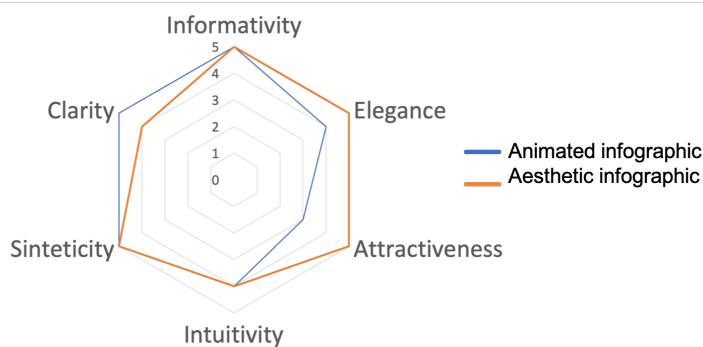 Informativity
5
4
3
2
1
0
Clarity
Elegance
Animated infographic
Aesthetic infographic
Sinteticity
Attractiveness
Intuitivity